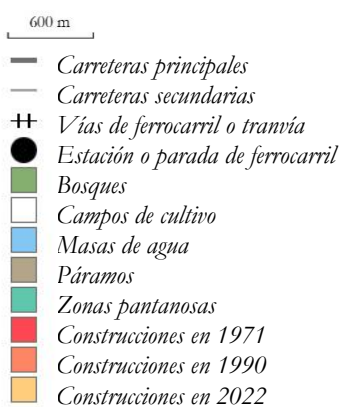 600 m
Carreteras principales
Carreteras secundarias
Vías de ferrocarril o tranvía
Estación o parada de ferrocarril
Bosques
Campos de cultivo
Masas de agua
Páramos
Zonas pantanosas
Construcciones en 1971
Construcciones en 1990
Construcciones en 2022